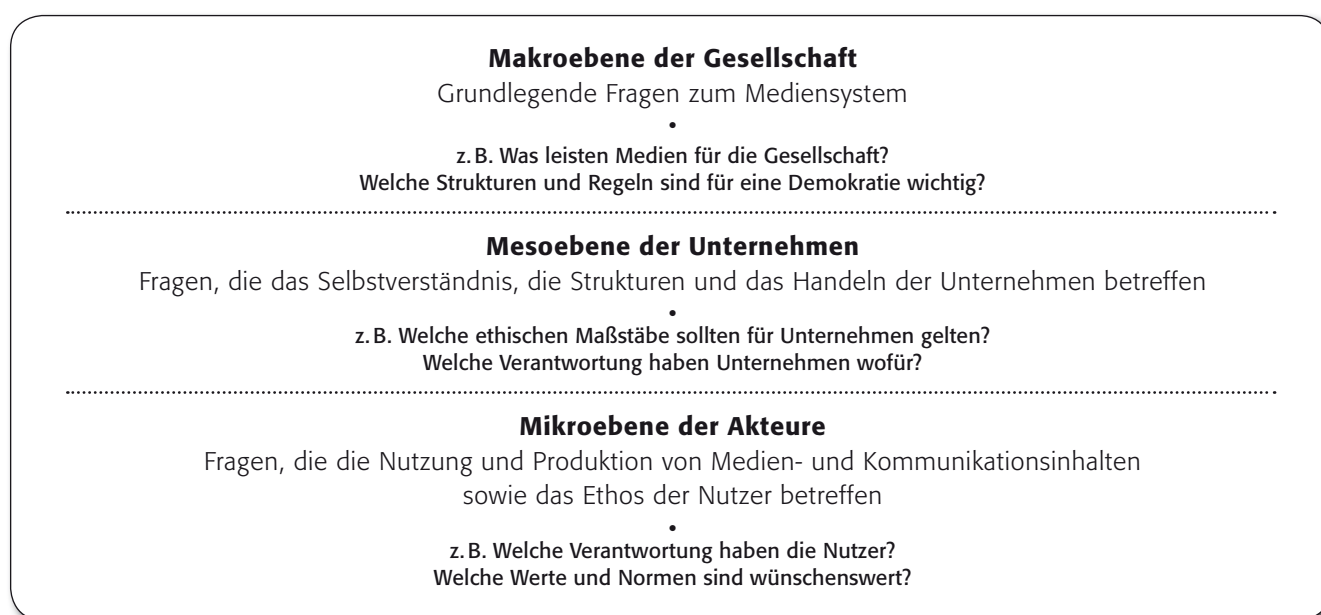 Makroebene der Gesellschaft
Grundlegende Fragen zum Mediensystem
•
z. B. Was leisten Medien für die Gesellschaft?
Welche Strukturen und Regeln sind für eine Demokratie wichtig?
Mesoebene der Unternehmen
Fragen, die das Selbstverständnis, die Strukturen und das Handeln der Unternehmen betreffen
•
z. B. Welche ethischen Maßstäbe sollten für Unternehmen gelten?
Welche Verantwortung haben Unternehmen wofür?
Mikroebene der Akteure
Fragen, die die Nutzung und Produktion von Medien- und Kommunikationsinhalten
sowie das Ethos der Nutzer betreffen
•
z. B. Welche Verantwortung haben die Nutzer?
Welche Werte und Normen sind wünschenswert?